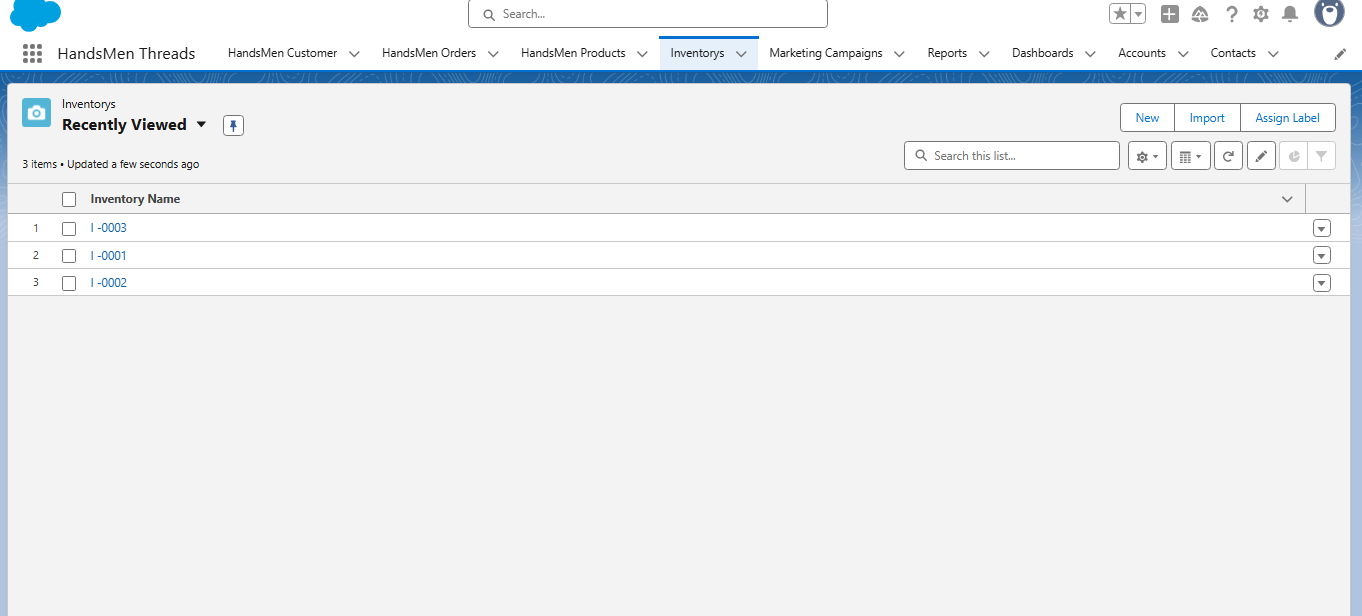 Search...
HandsMen Threads
HandsMen Customer
HandsMen Orders
HandsMen Products
Inventorys
Marketing Campaigns
Reports
Dashboards
Accounts
Contacts
Inventorys
Recently Viewed
New
Import
Assign Label
3 items • Updated a few seconds ago
Search this list...
Inventory Name
1 I -0003
2 I -0001
3 I -0002